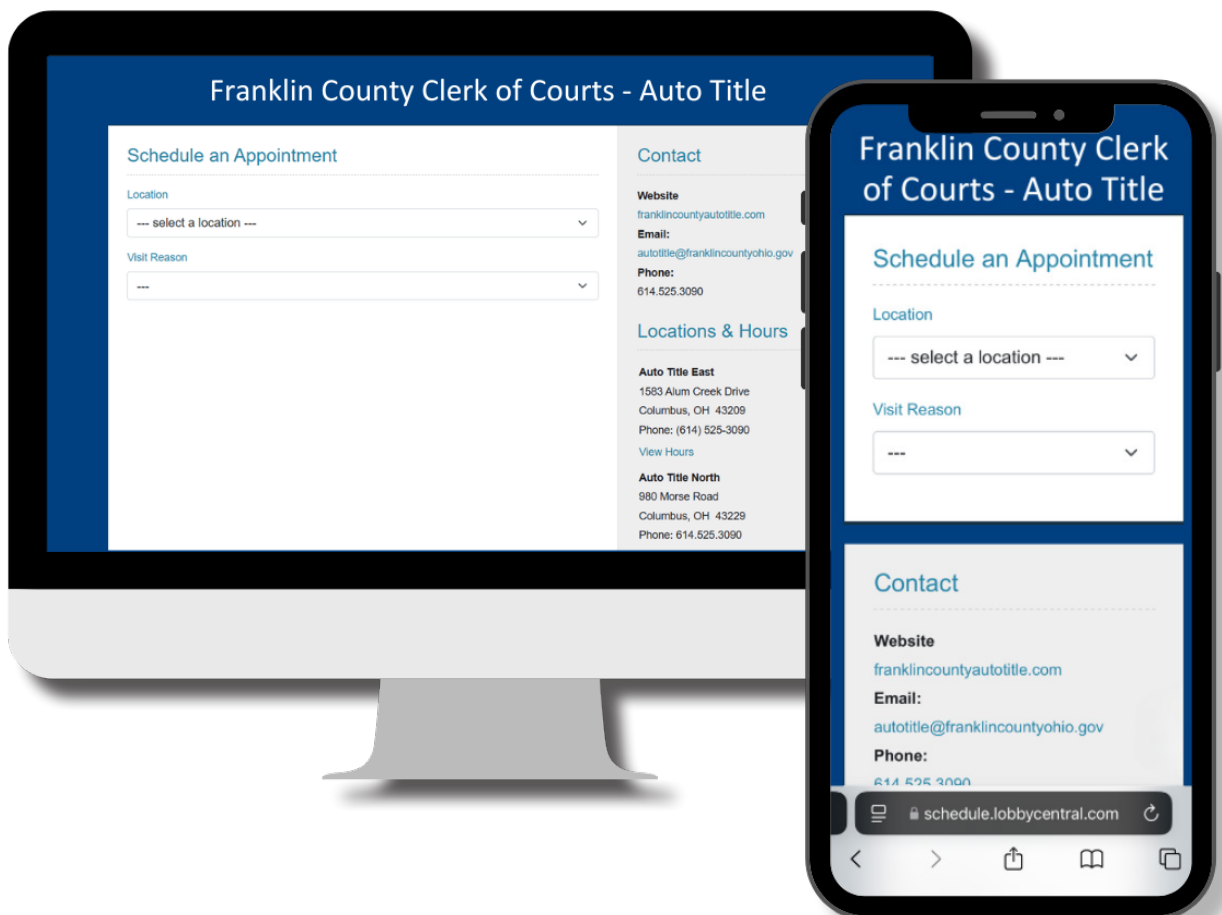 Franklin County Clerk of Courts - Auto Title
Schedule an Appointment
Location
--- select a location ---
Visit Reason
---
Contact
Website
franklincountyautotitle.com
Email:
autotitle@franklincountyohio.gov
Phone:
614.525.3090
Locations & Hours
Auto Title East
1583 Alum Creek Drive
Columbus, OH 43209
Phone: (614) 525-3090
View Hours
Auto Title North
980 Morse Road
Columbus, OH 43229
Phone: 614.525.3090
Franklin County Clerk
of Courts - Auto Title
Schedule an Appointment
Location
--- select a location ---
Visit Reason
---
Contact
Website
franklincountyautotitle.com
Email:
autotitle@franklincountyohio.gov
Phone:
614.525.3090
schedule.lobbycentral.com